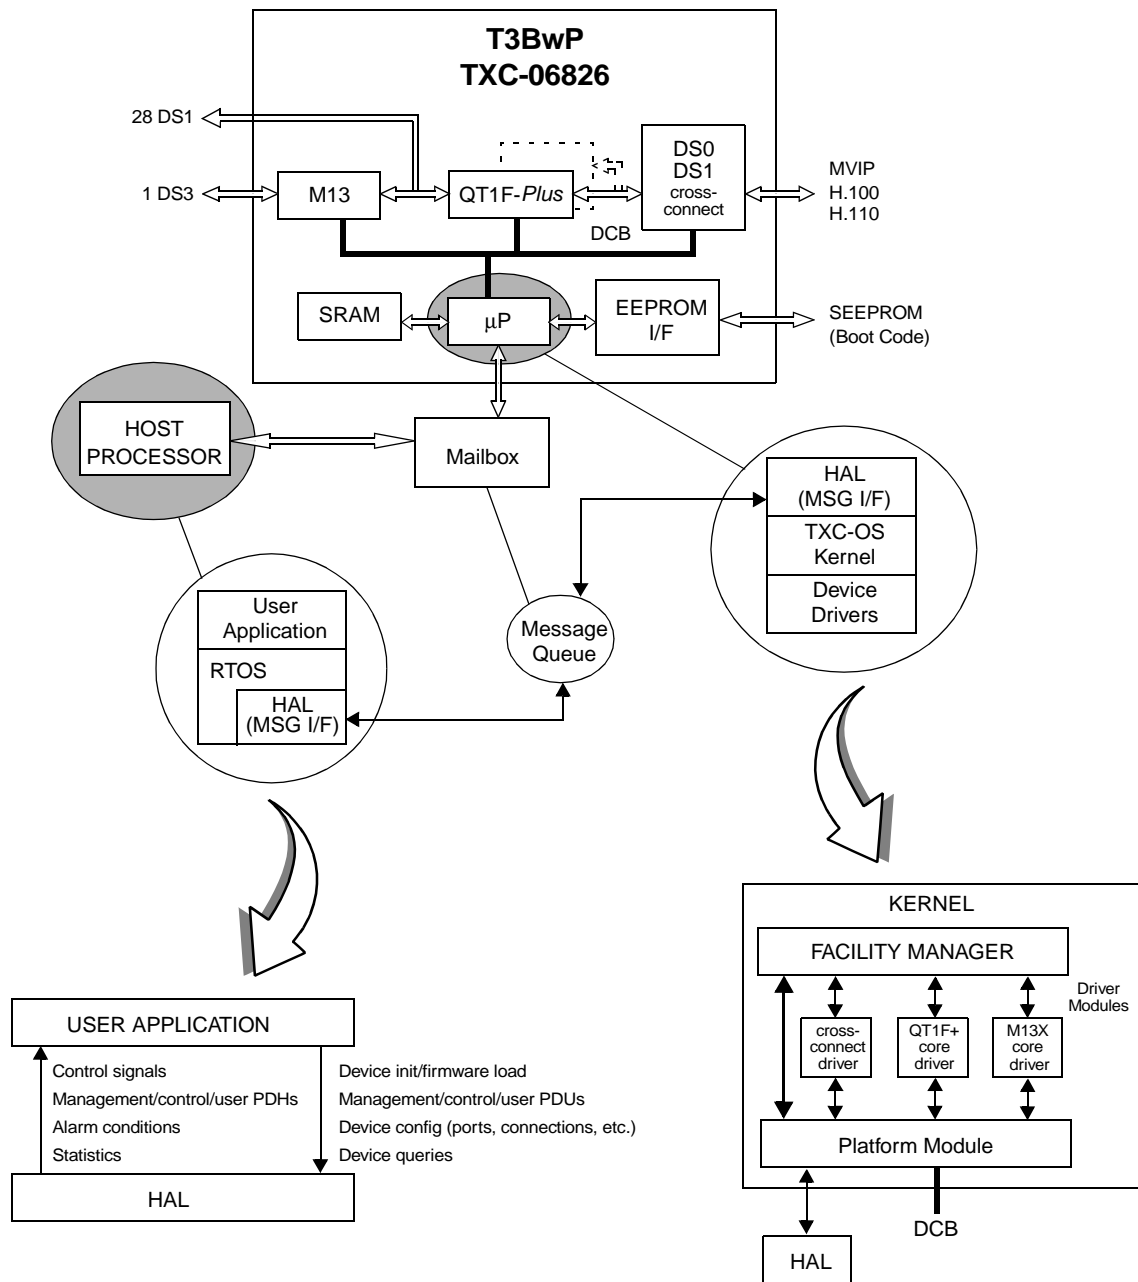 T3BwP
TXC-06826
28 DS1
1 DS3
M13
QT1F-Plus
DS0
DS1
cross-
connect
MVIP
H.100
H.110
DCB
SRAM
μP
EEPROM
I/F
SEEPROM
(Boot Code)
HOST
PROCESSOR
Mailbox
HAL
(MSG I/F)
TXC-OS
Kernel
Device
Drivers
User
Application
RTOS
HAL
(MSG I/F)
Message
Queue
USER APPLICATION
Control signals
Management/control/user PDHs
Alarm conditions
Statistics
Device init/firmware load
Management/control/user PDUs
Device config (ports, connections, etc.)
Device queries
HAL
KERNEL
FACILITY MANAGER
Driver
Modules
cross-
connect
driver
QT1F+
core
driver
M13X
core
driver
Platform Module
DCB
HAL